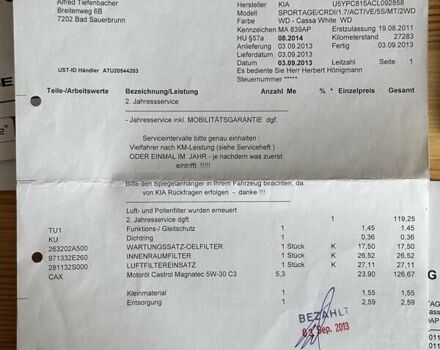 Alfred Tiefenbacher
Breitenweg 8B
7202 Bad Sauerbrunn
Hersteller KIA U5YPC815ACL092858
Modell SPORTAGE/CRDI/1.7/ACTIVE/5S/MT/2WD
Farbe WD - Cassa White WD
Kennzeichen MA 839AP Erstzulassung 19.08.2011
HU §57a 08.2014 Kilometerstand 27283
Anlieferung 03.09.2013 Fertig 03.09.2013
Lieferdatum 03.09.2013
Datum 03.09.2013 Leitzahl Seite 1
Es bediente Sie Herr Herbert Hönigmann
Steuernummer *****
UST-ID Händler ATU20544203
Teile-/Arbeitswerte Bezeichnung/Leistung Anzahl Me % * Einzelpreis Gesamt
2. Jahresservice
- Jahresservice inkl. MOBILITÄTSGARANTIE dgf.
Serviceintervalle bitte genau einhalten :
Vielfahrer nach KM-Leistung (siehe Serviceheft )
ODER EINMAL IM JAHR - je nachdem was zuerst
eintrifft !!!!!
Bitte den Spiegelanhänger in Ihrem Fahrzeug beachten, da
von KIA Rückfragen erfolgen - danke !!!
Luft- und Pollenfilter wurden erneuert
2. Jahresservice dgft 1 119,25
TU1 Funktions-/ Gleitschutz 1 1,45 1,45
KU Dichtring 1 0,36 0,36
263202A500 WARTUNGSSATZ-OELFILTER 1 Stück K 17,50 17,50
971332E260 INNENRAUMFILTER 1 Stück K 26,52 26,52
281132S000 LUFTFILTEREINSATZ 1 Stück K 27,11 27,11
CAX Motoröl Castrol Magnatec 5W-30 C3 5,3 23,90 126,67
Kleinmaterial 1 1,55 1,55
Entsorgung 1 2,59 2,59
BEZAHLT
03. Sep. 2013